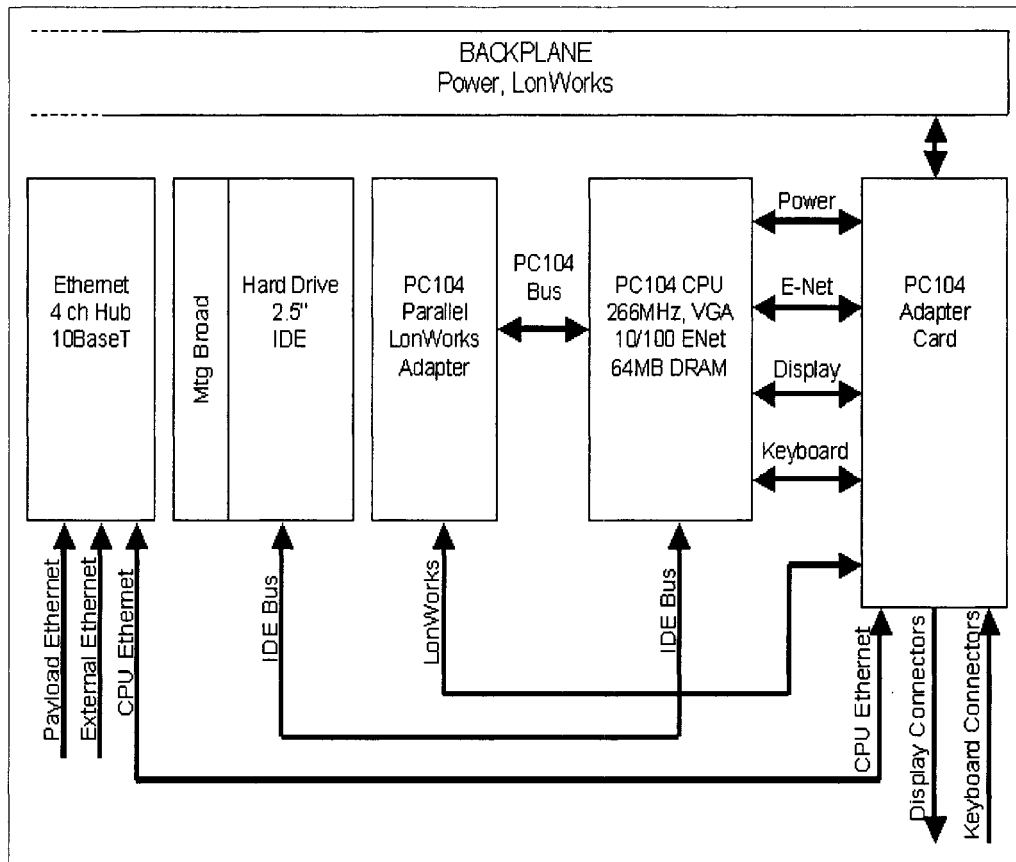 BACKPLANE
Power, LonWorks
Ethernet
4 ch Hub
10BaseT
Mtg Broad
Hard Drive
2.5"
IDE
PC104
Parallel
LonWorks
Adapter
PC104
Bus
PC104 CPU
266MHz, VGA
10/100 ENet
64MB DRAM
Power
E-Net
Display
Keyboard
PC104
Adapter
Card
Payload Ethernet
External Ethernet
CPU Ethernet
IDE Bus
LonWorks
IDE Bus
CPU Ethernet
Display Connectors
Keyboard Connectors